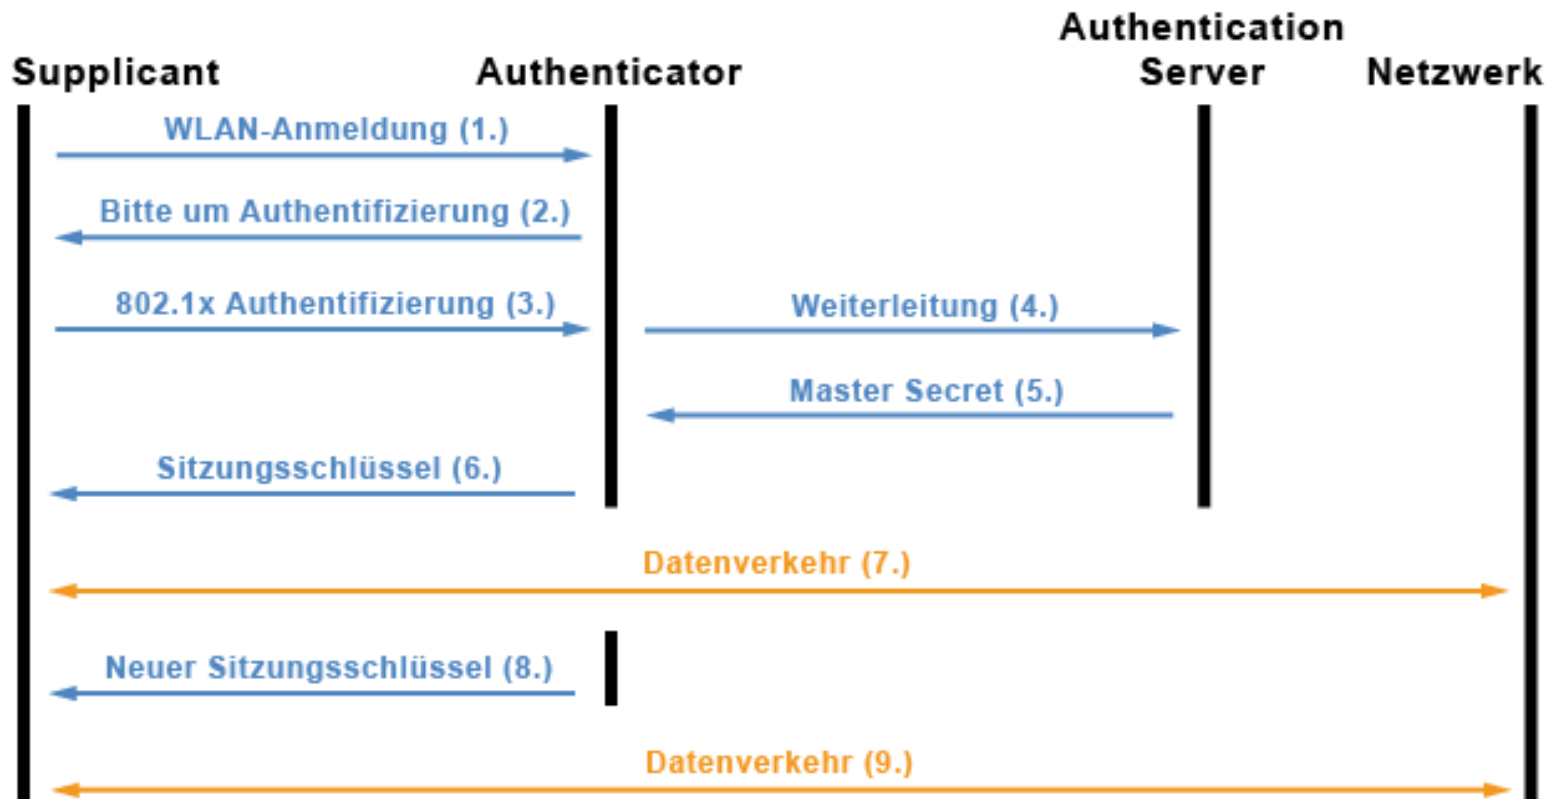 Authentication
Supplicant Authenticator Server Netzwerk
WLAN-Anmeldung (1.)
Bitte um Authentifizierung (2.)
802.1x Authentifizierung (3.) Weiterleitung (4.)
Master Secret (5.)
Sitzungsschlüssel (6.)
Datenverkehr (7.)
Neuer Sitzungsschlüssel (8.)
Datenverkehr (9.)